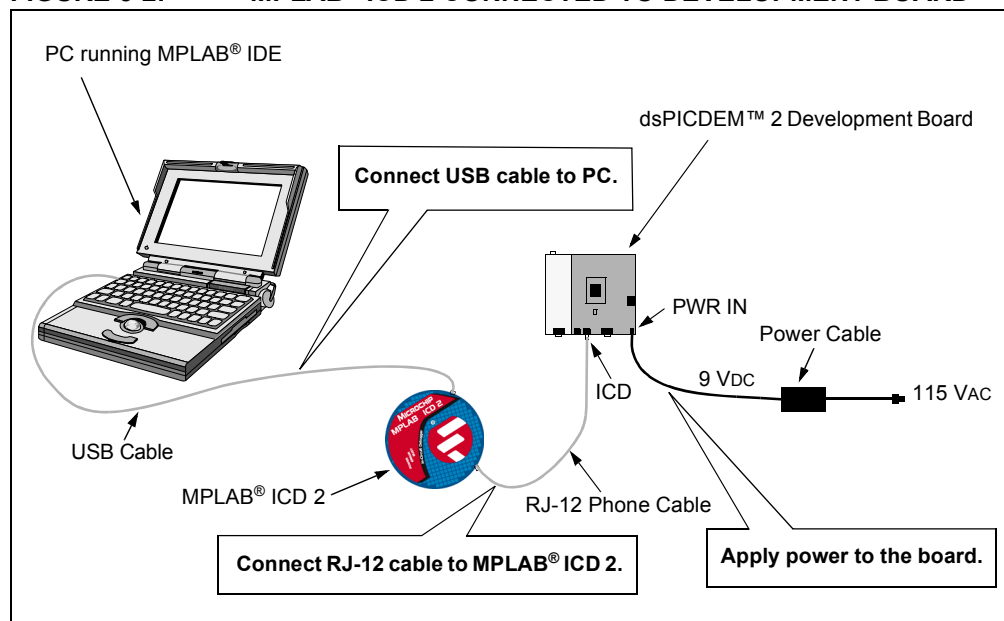 PC running MPLAB® IDE
dsPICDEM™ 2 Development Board
Connect USB cable to PC.
PWR IN
Power Cable
ICD
9 VDC
115 VAC
USB Cable
MICROCHIP
MPLAB ICD 2
MPLAB® ICD 2
RJ-12 Phone Cable
Connect RJ-12 cable to MPLAB® ICD 2.
Apply power to the board.